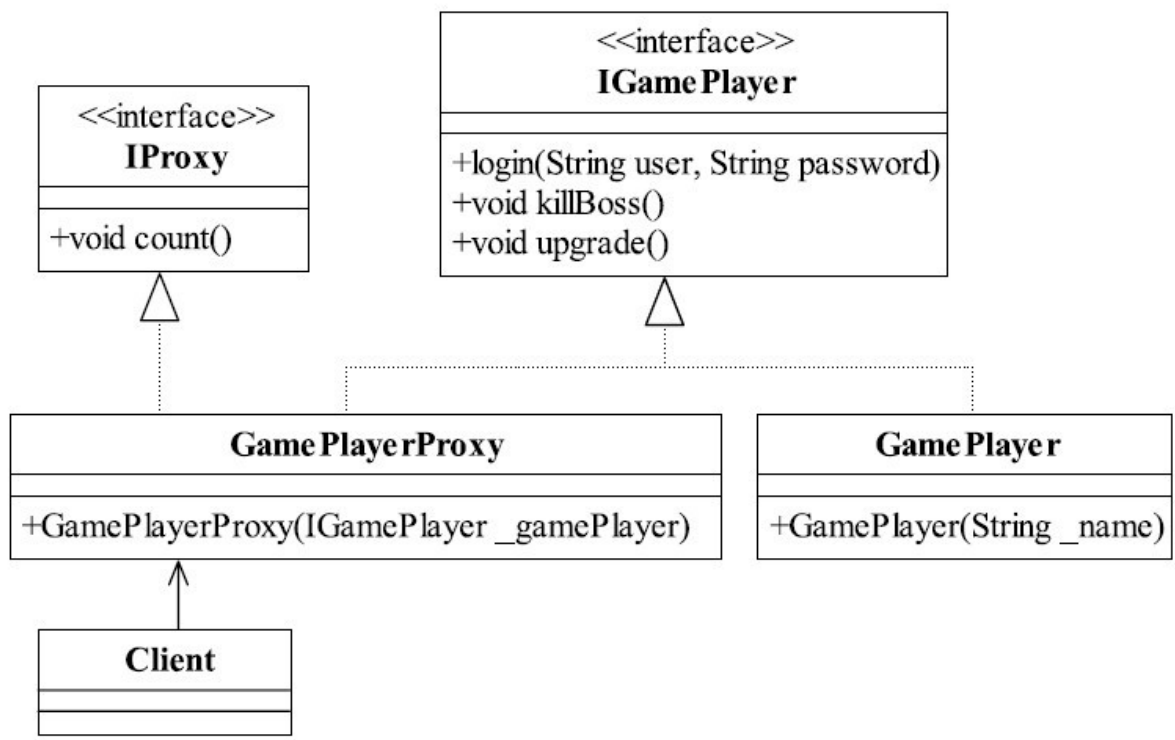 <<interface>>
IProxy
+void count()
<<interface>>
IGamePlayer
+login(String user, String password)
+void killBoss()
+void upgrade()
GamePlayerProxy
+GamePlayerProxy(IGamePlayer _gamePlayer)
GamePlayer
+GamePlayer(String _name)
Client